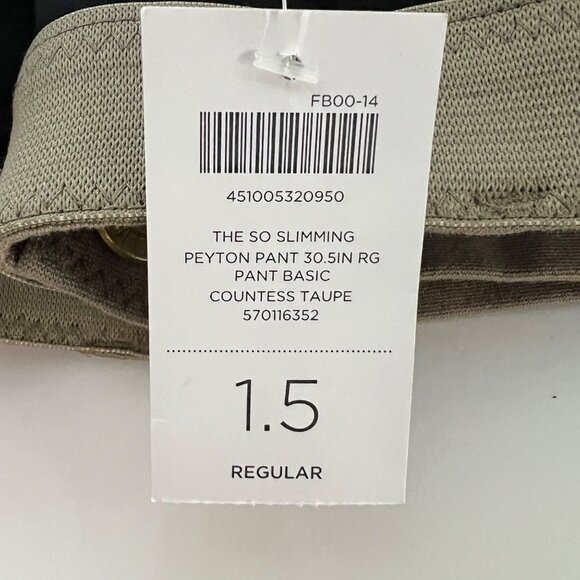 FB00-14
451005320950
THE SO SLIMMING
PEYTON PANT 30.5IN RG
PANT BASIC
COUNTESS TAUPE
570116352
1.5
REGULAR